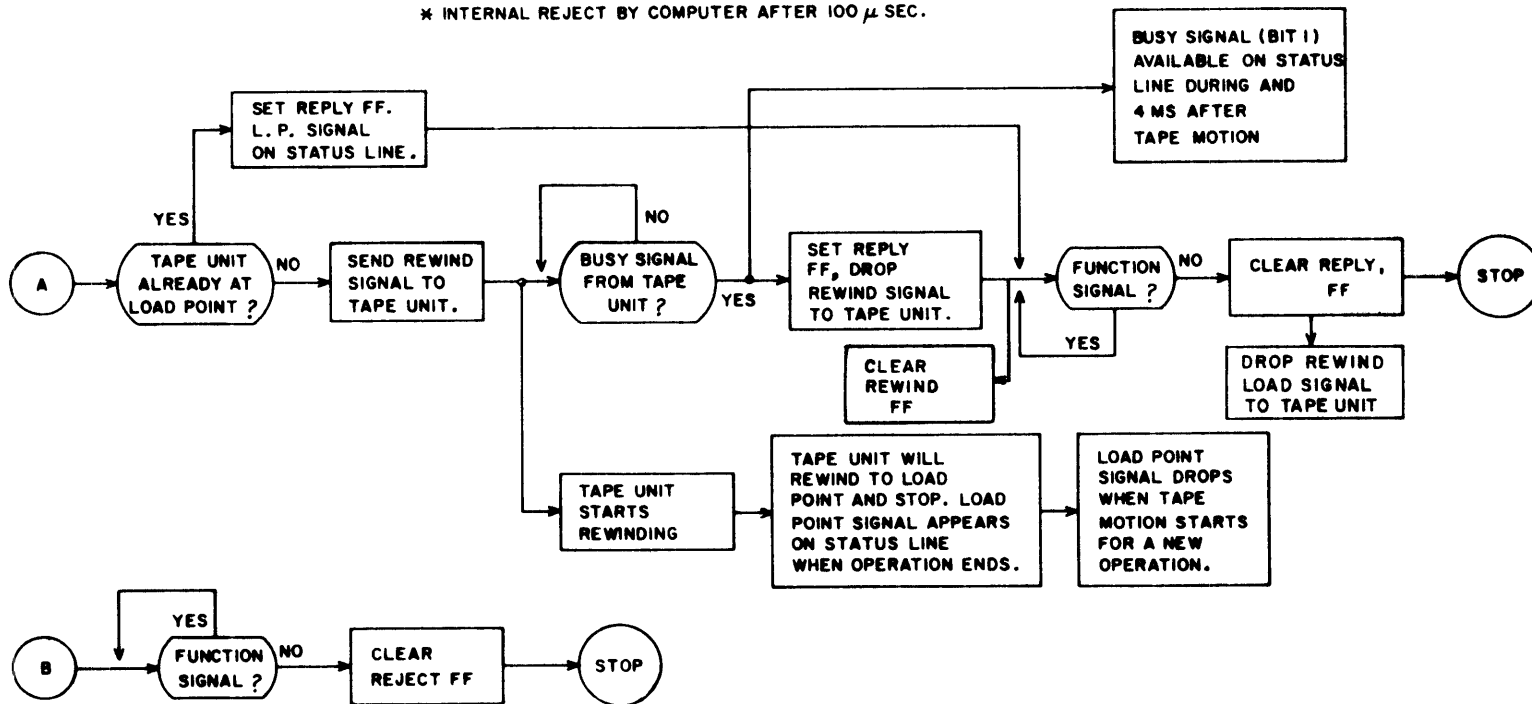 * INTERNAL REJECT BY COMPUTER AFTER 100 μ SEC.
BUSY SIGNAL (BIT 1)
AVAILABLE ON STATUS
LINE DURING AND
4 MS AFTER
TAPE MOTION
SET REPLY FF.
L. P. SIGNAL
ON STATUS LINE.
YES
NO
A
TAPE UNIT
ALREADY AT
LOAD POINT ?
NO
SEND REWIND
SIGNAL TO
TAPE UNIT.
BUSY SIGNAL
FROM TAPE
UNIT ?
YES
SET REPLY
FF, DROP
REWIND SIGNAL
TO TAPE UNIT.
FUNCTION
SIGNAL ?
NO
YES
CLEAR REPLY,
FF
STOP
CLEAR
REWIND
FF
DROP REWIND
LOAD SIGNAL
TO TAPE UNIT
TAPE UNIT
STARTS
REWINDING
TAPE UNIT WILL
REWIND TO LOAD
POINT AND STOP. LOAD
POINT SIGNAL APPEARS
ON STATUS LINE
WHEN OPERATION ENDS.
LOAD POINT
SIGNAL DROPS
WHEN TAPE
MOTION STARTS
FOR A NEW
OPERATION.
YES
B
FUNCTION
SIGNAL ?
NO
CLEAR
REJECT FF
STOP